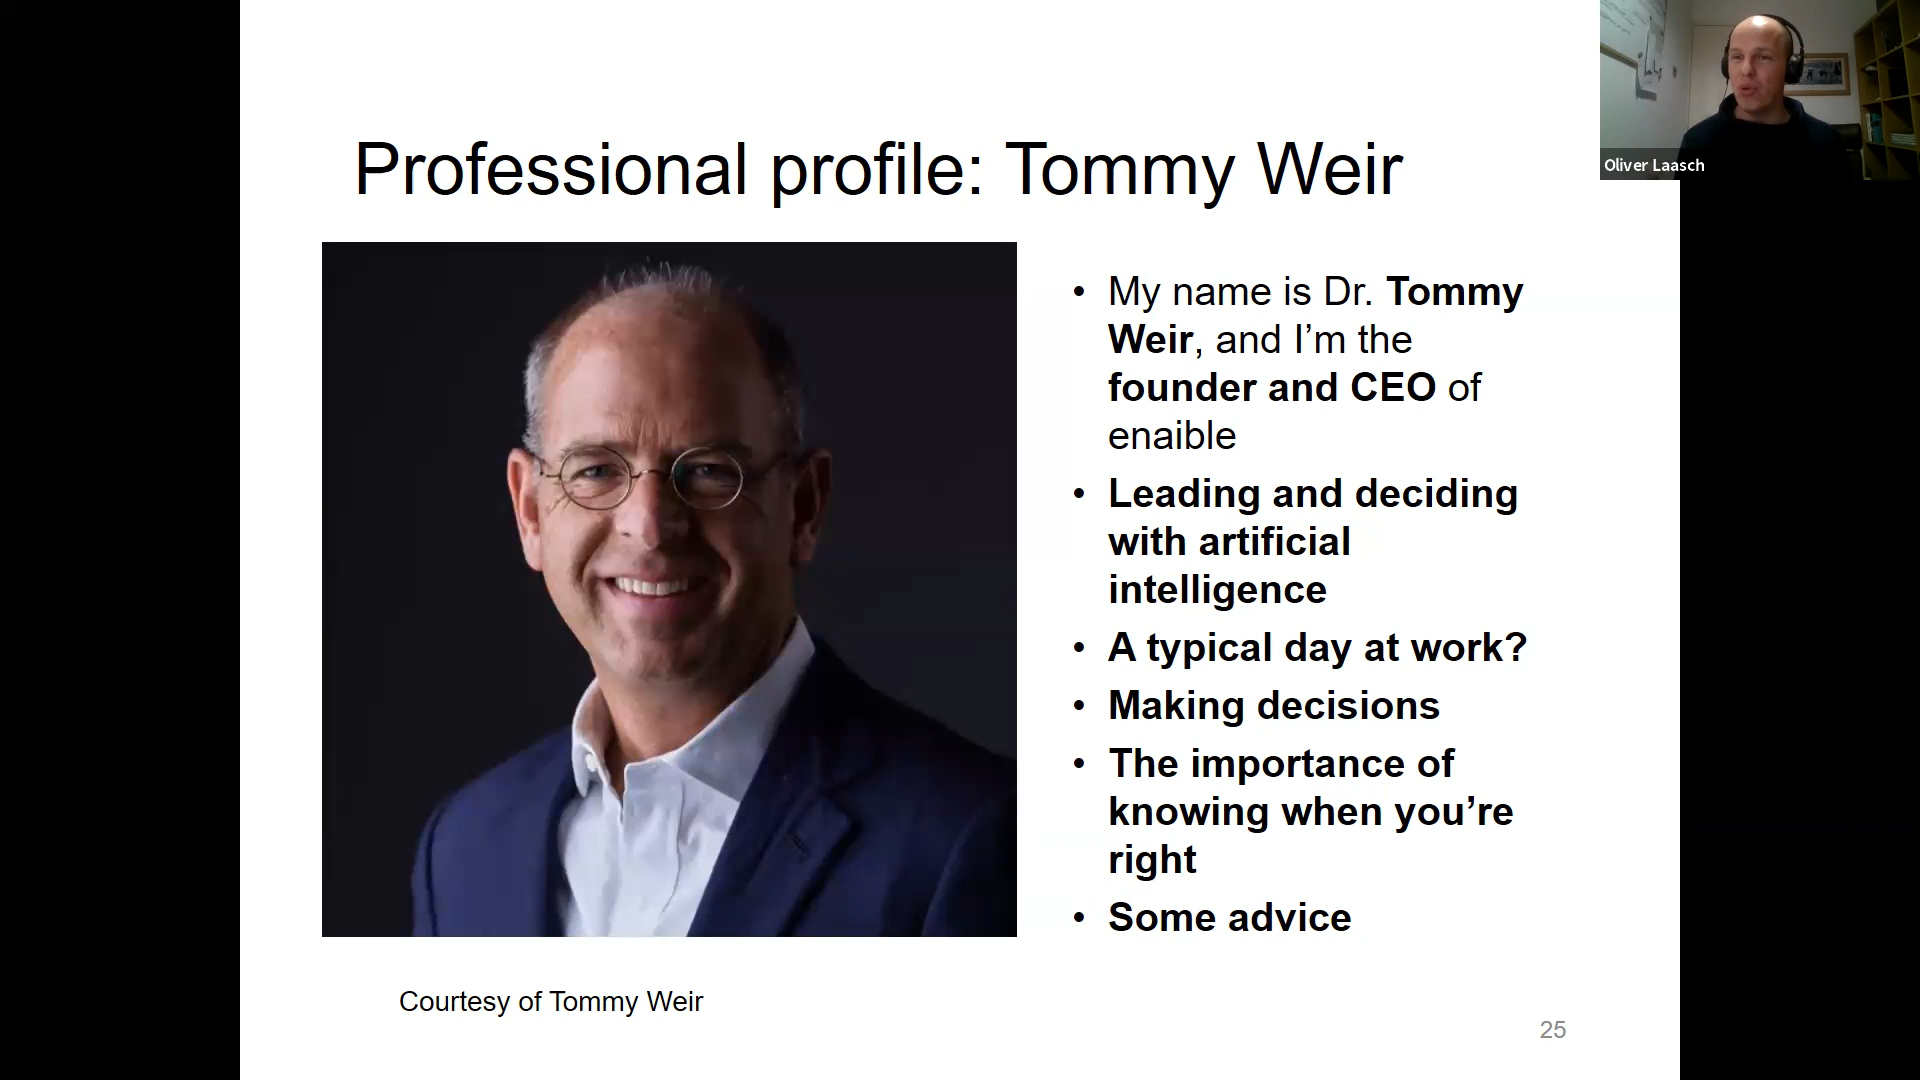 Professional profile: Tommy Weir
Oliver Laasch
• My name is Dr. Tommy
Weir, and I’m the
founder and CEO of
enaible
• Leading and deciding
with artificial
intelligence
• A typical day at work?
• Making decisions
• The importance of
knowing when you’re
right
• Some advice
Courtesy of Tommy Weir
25